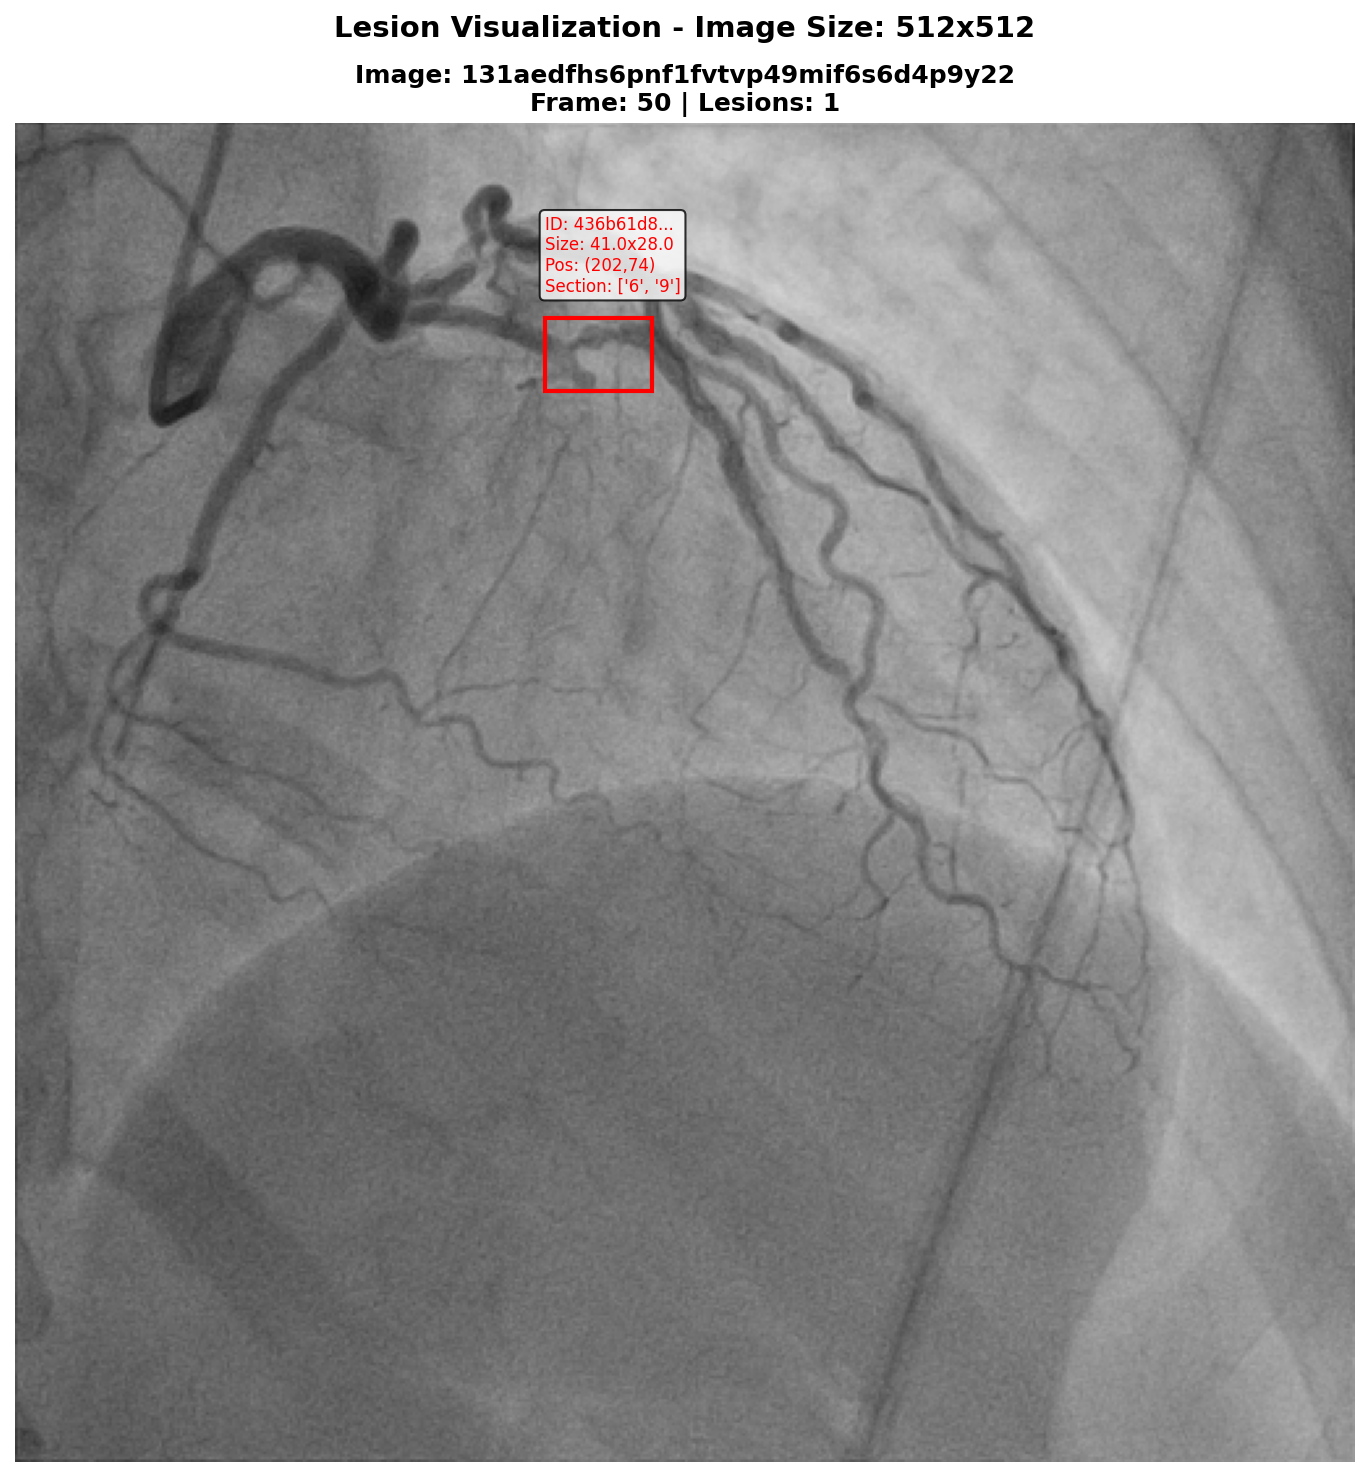 Lesion Visualization - Image Size: 512x512
Image: 131aedfhs6pnf1fvtvp49mif6s6d4p9y22
Frame: 50 | Lesions: 1
ID: 436b61d8...
Size: 41.0x28.0
Pos: (202,74)
Section: ['6', '9']